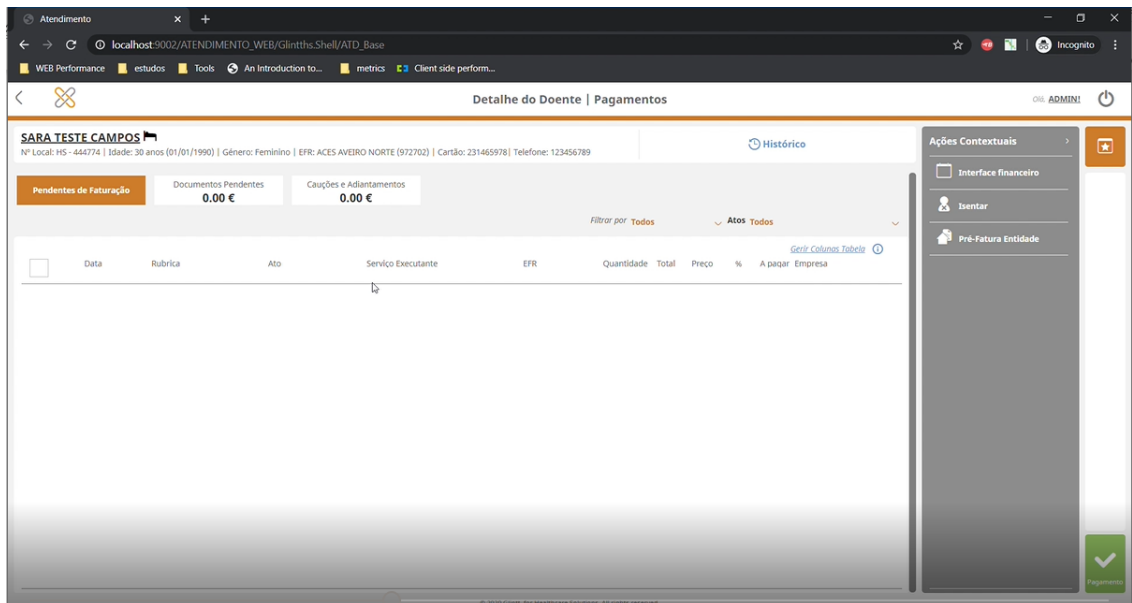 Atendimento
localhost:9002/ATENDIMENTO_WEB/Glintths.Shell/ATD_Base
Incognito
WEB Performance estudos Tools An Introduction to... metrics Client side perform...
Detalhe do Doente | Pagamentos
Olá, ADMIN!
SARA TESTE CAMPOS
Nº Local: HS - 444774 | Idade: 30 anos (01/01/1990) | Género: Feminino | EFR: ACES AVEIRO NORTE (972702) | Cartão: 231465978| Telefone: 123456789
Histórico
Ações Contextuais
Interface financeiro
Isentar
Pré-Fatura Entidade
Pendentes de Faturação
Documentos Pendentes
0.00 €
Cauções e Adiantamentos
0.00 €
Filtrar por Todos Atos Todos
Gerir Colunas Tabela
Data Rubrica Ato Serviço Executante EFR Quantidade Total Preço % A pagar Empresa
Pagamento